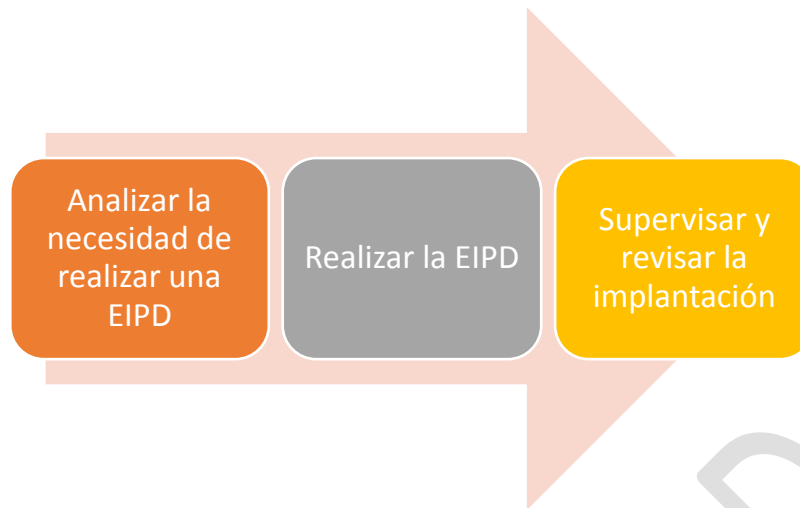 Analizar la
necesidad de
realizar una
EIPD
Realizar la EIPD
Supervisar y
revisar la
implantación